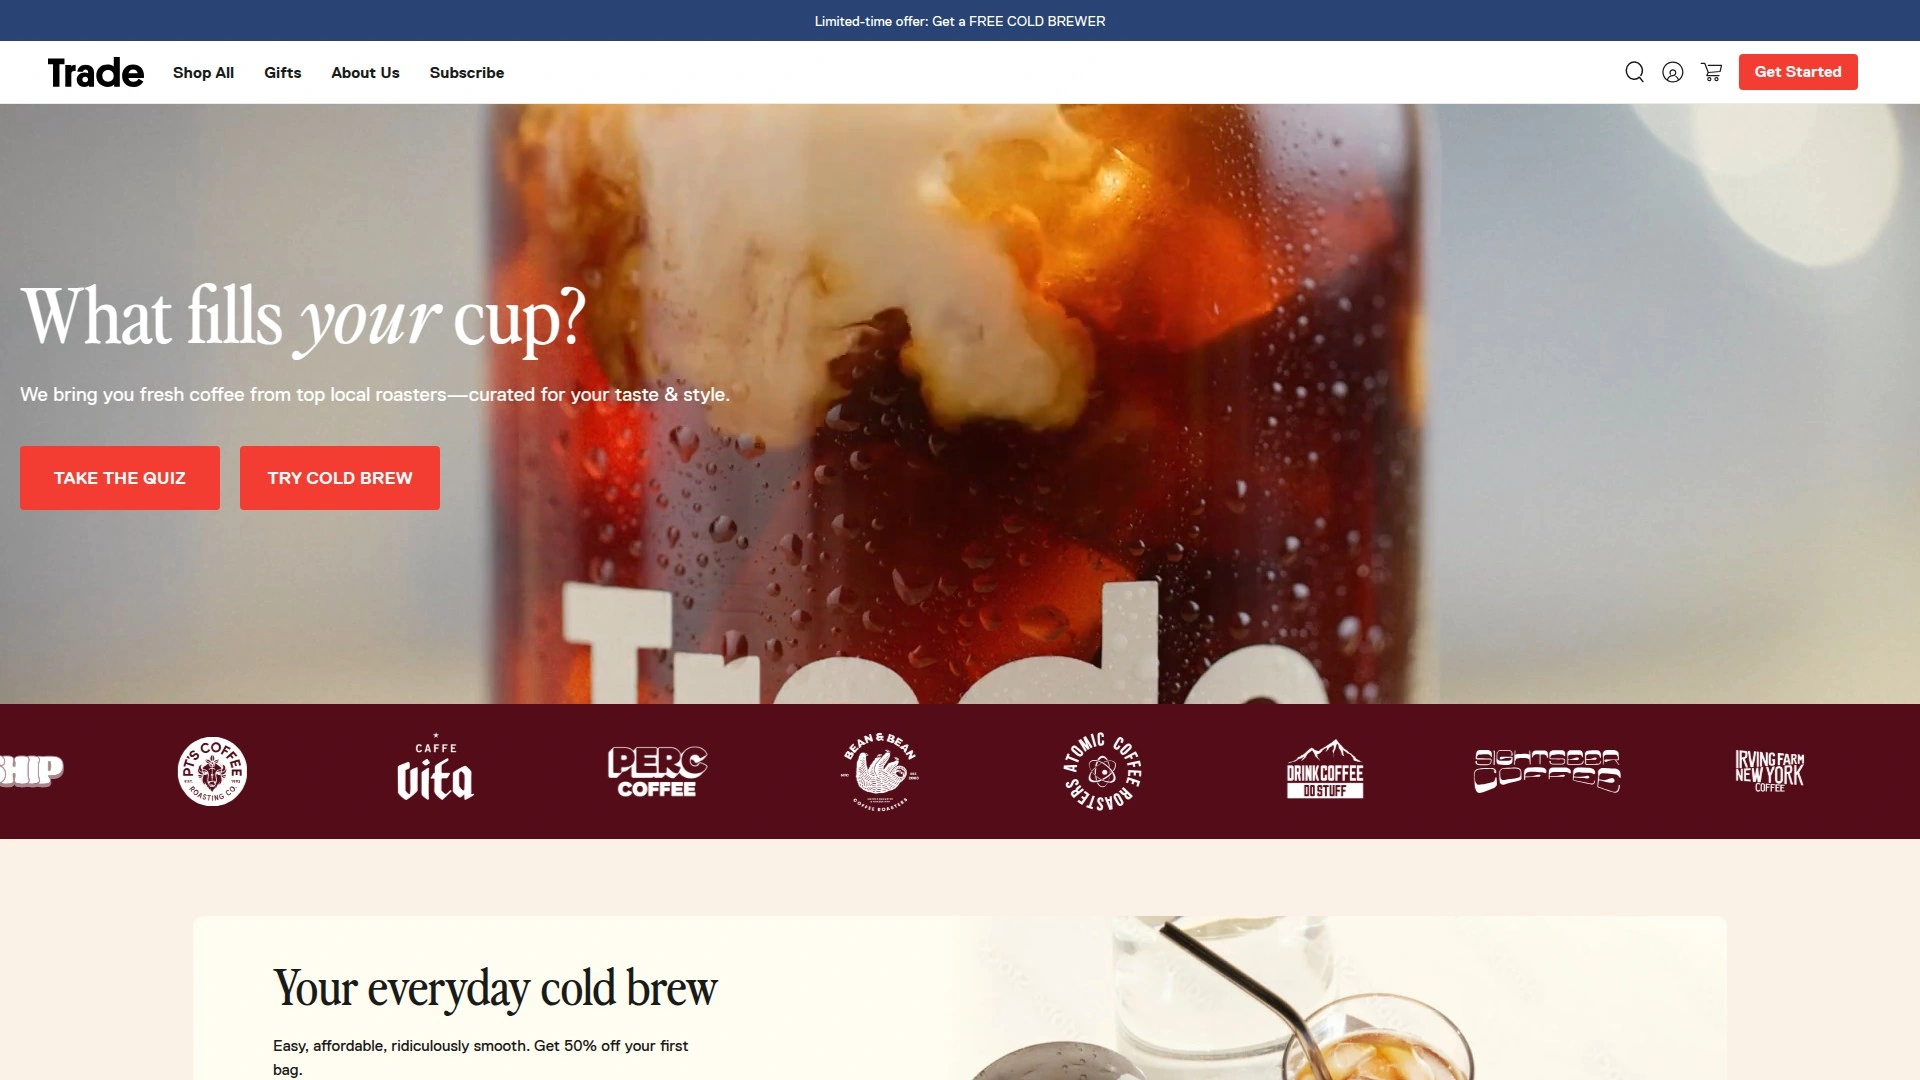 Limited-time offer: Get a FREE COLD BREWER
Trade
Shop All
Gifts
About Us
Subscribe
Get Started
What fills your cup?
We bring you fresh coffee from top local roasters—curated for your taste & style.
TAKE THE QUIZ
TRY COLD BREW
Trade
SHIP
PT'S COFFEE
ROASTING CO.
CAFFE
Vita
PERC
COFFEE
BEAN & BEAN
COFFEE ROASTERS
ATOMIC COFFEE ROASTERS
DRINK COFFEE
DO STUFF
SIGHTSEER
COFFEE
IRVING FARM
NEW YORK
COFFEE
Your everyday cold brew
Easy, affordable, ridiculously smooth. Get 50% off your first
bag.